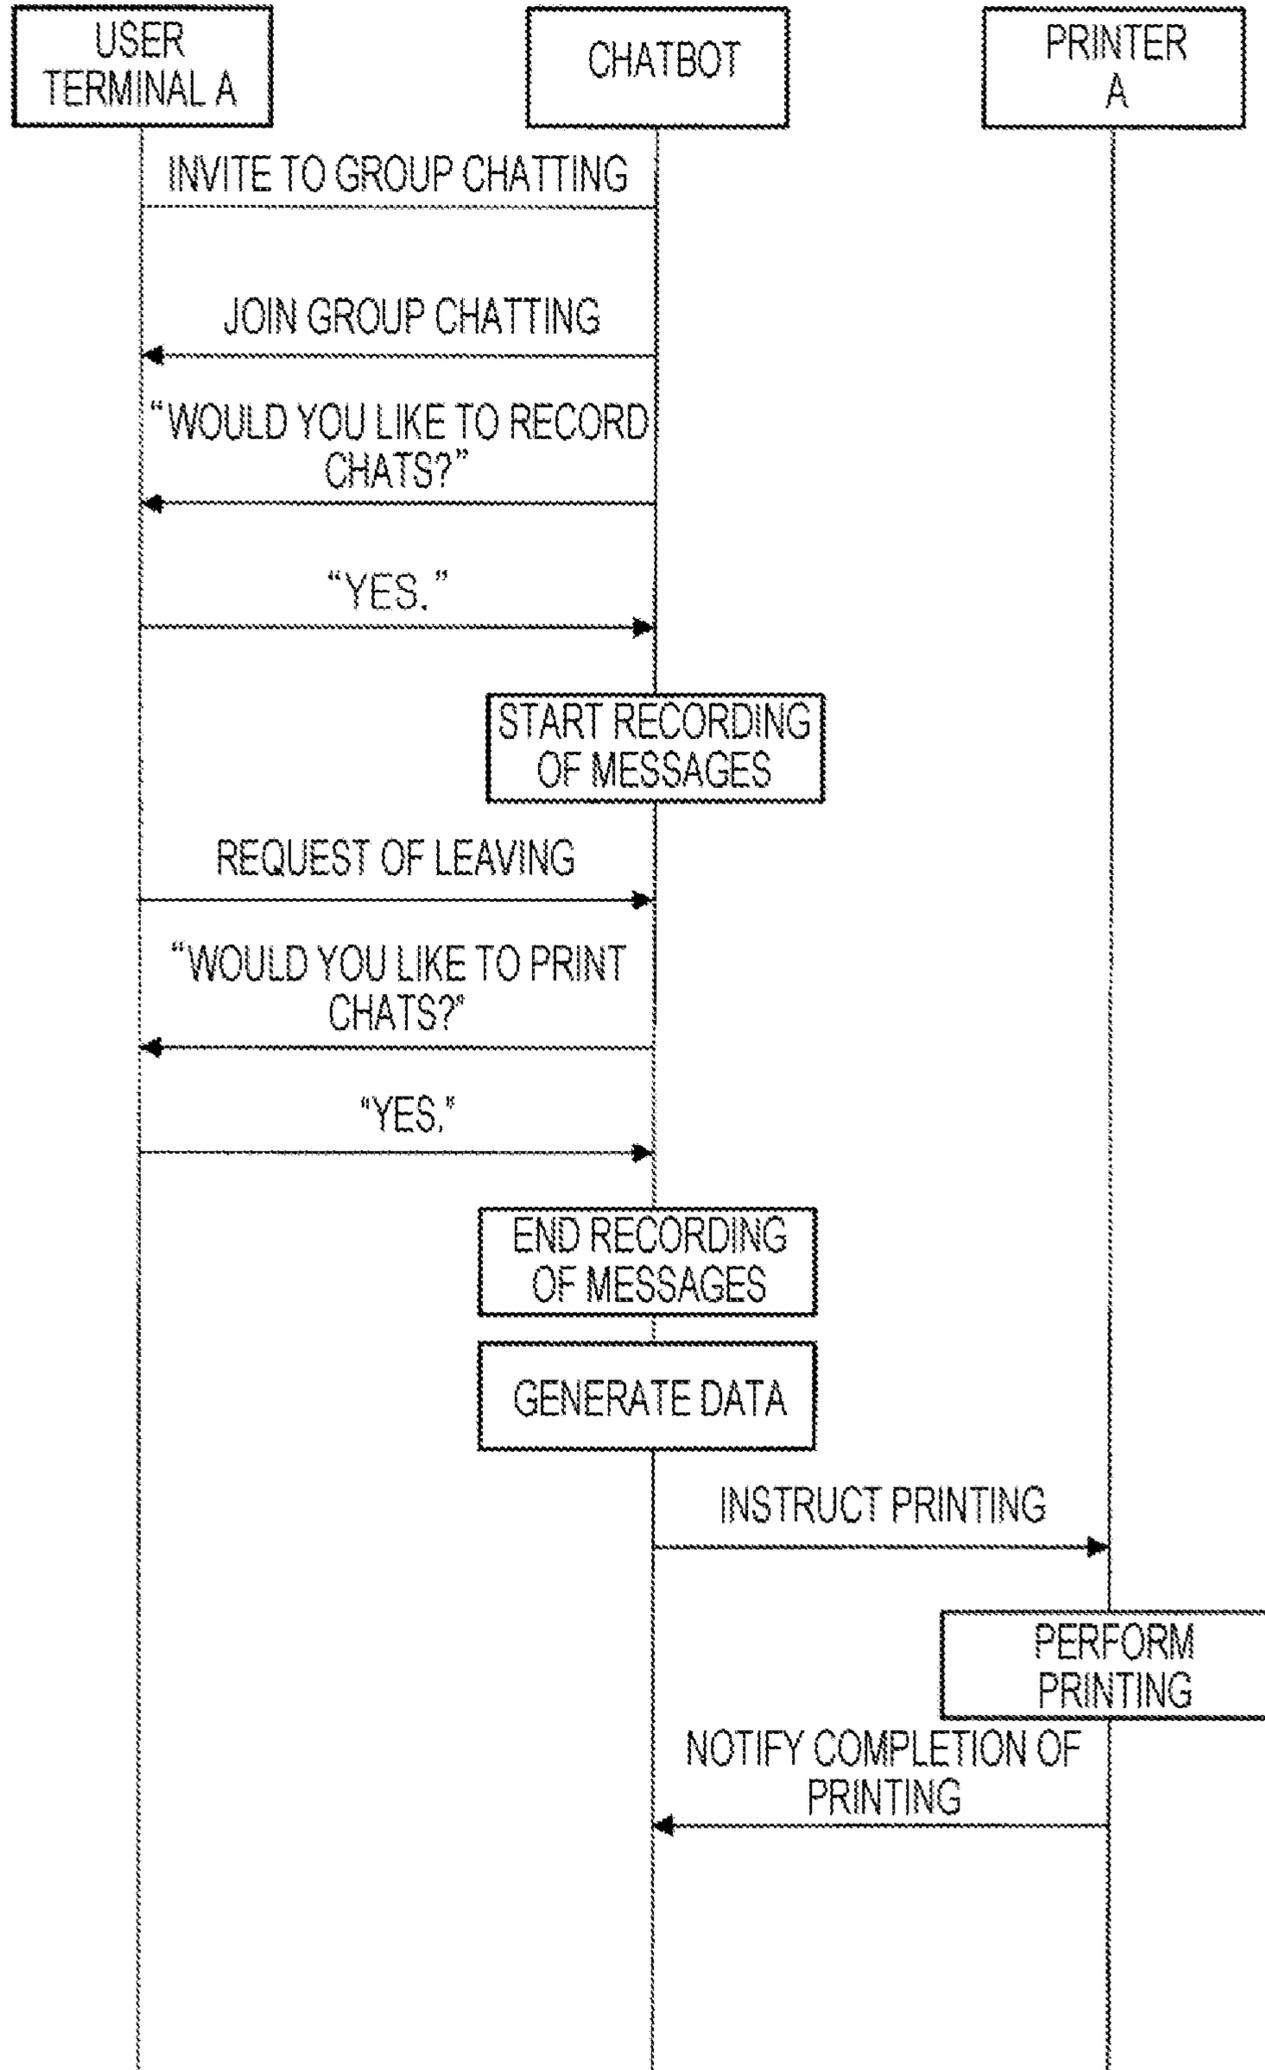 USER
TERMINAL A
CHATBOT
PRINTER
A
INVITE TO GROUP CHATTING
JOIN GROUP CHATTING
“WOULD YOU LIKE TO RECORD
CHATS?”
“YES.”
START RECORDING
OF MESSAGES
REQUEST OF LEAVING
“WOULD YOU LIKE TO PRINT
CHATS?"
"YES."
END RECORDING
OF MESSAGES
GENERATE DATA
INSTRUCT PRINTING
PERFORM
PRINTING
NOTIFY COMPLETION OF
PRINTING